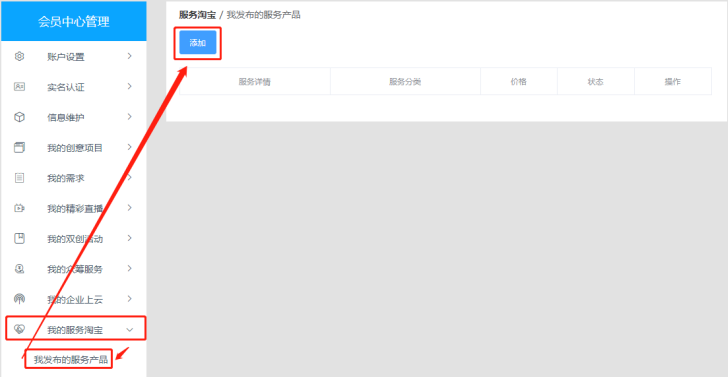 会员中心管理
账户设置
实名认证
信息维护
我的创意项目
我的需求
我的精彩直播
我的双创活动
我的众筹服务
我的企业上云
我的服务淘宝
我发布的服务产品
服务淘宝 / 我发布的服务产品
添加
服务详情 服务分类 价格 状态 操作